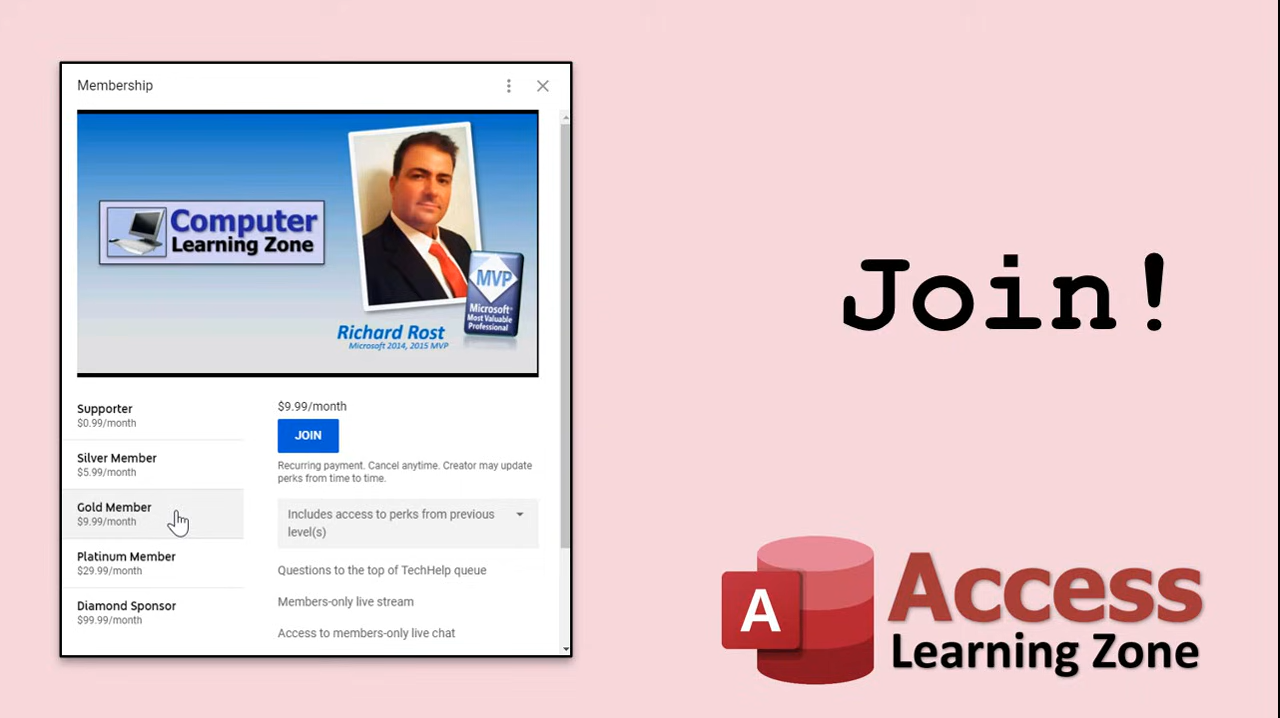 Membership
Computer
Learning Zone
MVP
Microsoft®
Most Valuable
Professional
Richard Rost
Microsoft 2014, 2015 MVP
Supporter
$0.99/month
Silver Member
$5.99/month
Gold Member
$9.99/month
Platinum Member
$29.99/month
Diamond Sponsor
$99.99/month
$9.99/month
JOIN
Recurring payment. Cancel anytime. Creator may update
perks from time to time.
Includes access to perks from previous
level(s)
Questions to the top of TechHelp queue
Members-only live stream
Access to members-only live chat
Join!
A
Access
Learning Zone